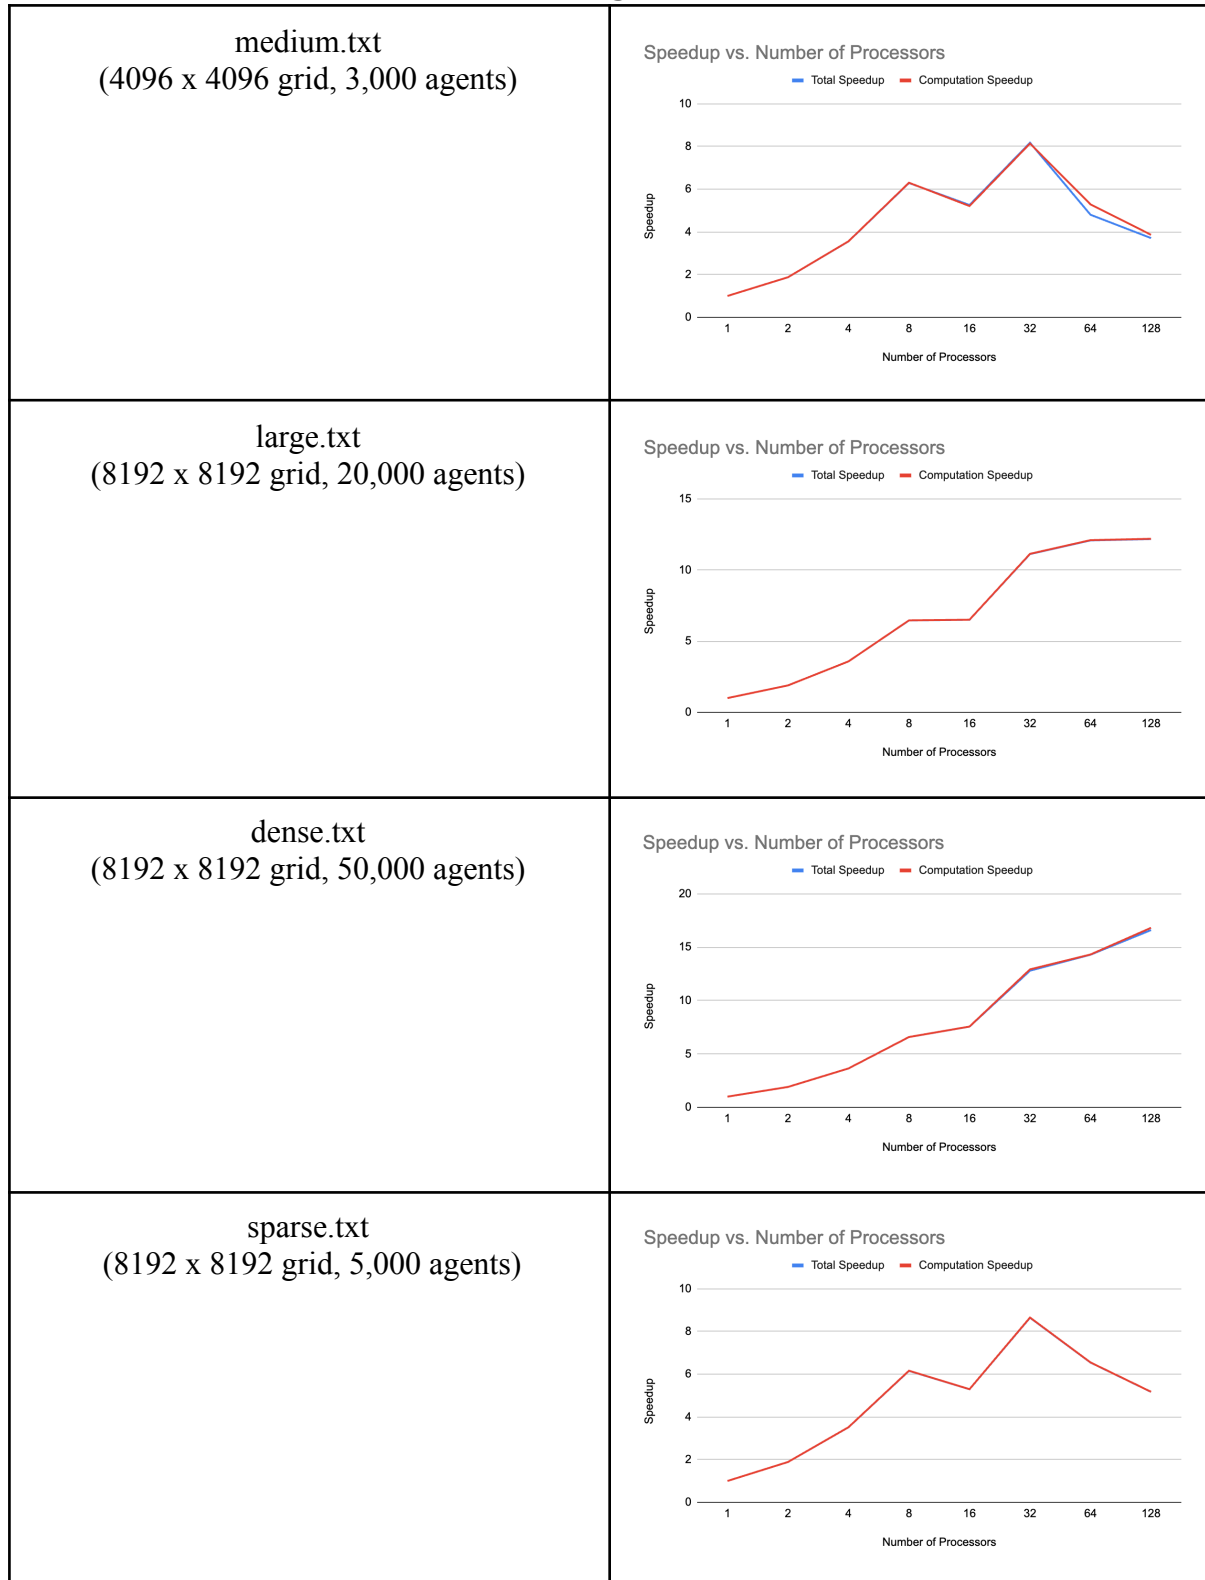 medium.txt
(4096 x 4096 grid, 3,000 agents)
Speedup vs. Number of Processors
Total Speedup Computation Speedup
10
8
6
4
2
0
Speedup
1 2 4 8 16 32 64 128
Number of Processors
large.txt
(8192 x 8192 grid, 20,000 agents)
Speedup vs. Number of Processors
Total Speedup Computation Speedup
15
10
5
0
Speedup
1 2 4 8 16 32 64 128
Number of Processors
dense.txt
(8192 x 8192 grid, 50,000 agents)
Speedup vs. Number of Processors
Total Speedup Computation Speedup
20
15
10
5
0
Speedup
1 2 4 8 16 32 64 128
Number of Processors
sparse.txt
(8192 x 8192 grid, 5,000 agents)
Speedup vs. Number of Processors
Total Speedup Computation Speedup
10
8
6
4
2
0
Speedup
1 2 4 8 16 32 64 128
Number of Processors